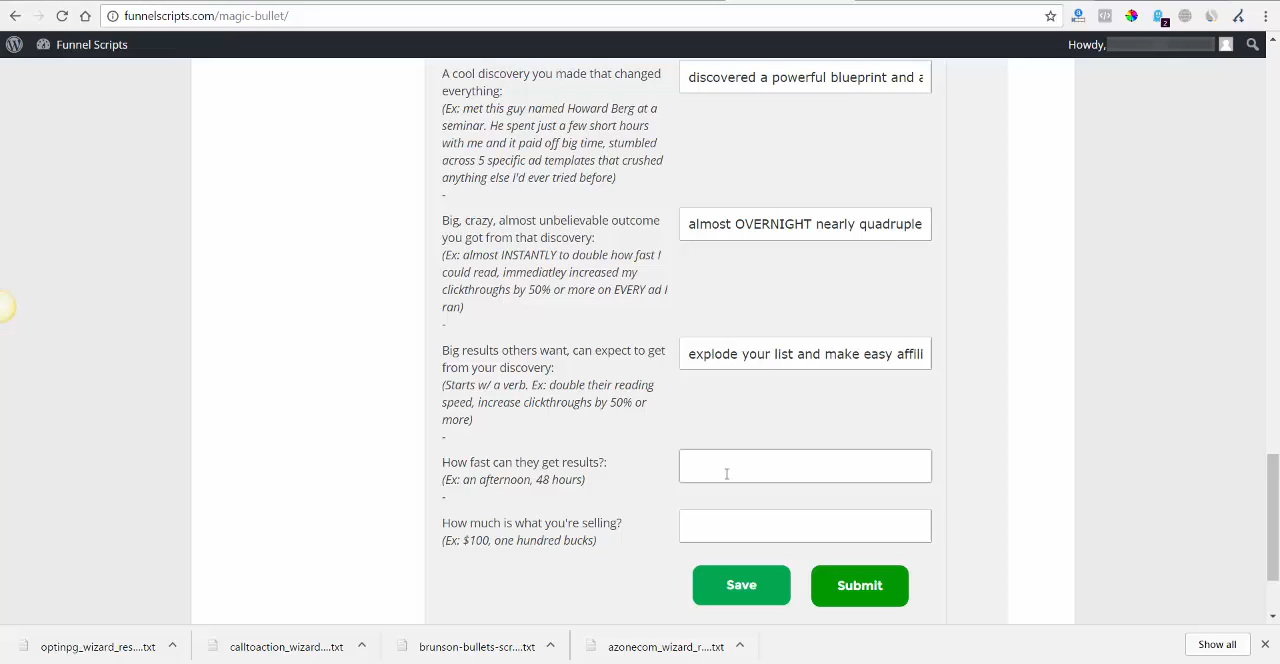 funnelscripts.com/magic-bullet/
2
Funnel Scripts
Howdy,
A cool discovery you made that changed
everything:
(Ex: met this guy named Howard Berg at a
seminar. He spent just a few short hours
with me and it paid off big time, stumbled
across 5 specific ad templates that crushed
anything else I'd ever tried before)
-
discovered a powerful blueprint and a
Big, crazy, almost unbelievable outcome
you got from that discovery:
(Ex: almost INSTANTLY to double how fast I
could read, immediatley increased my
clickthroughs by 50% or more on EVERY ad I
ran)
-
almost OVERNIGHT nearly quadruple
Big results others want, can expect to get
from your discovery:
(Starts w/ a verb. Ex: double their reading
speed, increase clickthroughs by 50% or
more)
-
explode your list and make easy affili
How fast can they get results?:
(Ex: an afternoon, 48 hours)
-
How much is what you're selling?
(Ex: $100, one hundred bucks)
Save
Submit
optinpg_wizard_res....txt
calltoaction_wizard....txt
brunson-bullets-scr....txt
azonecom_wizard_r....txt
Show all